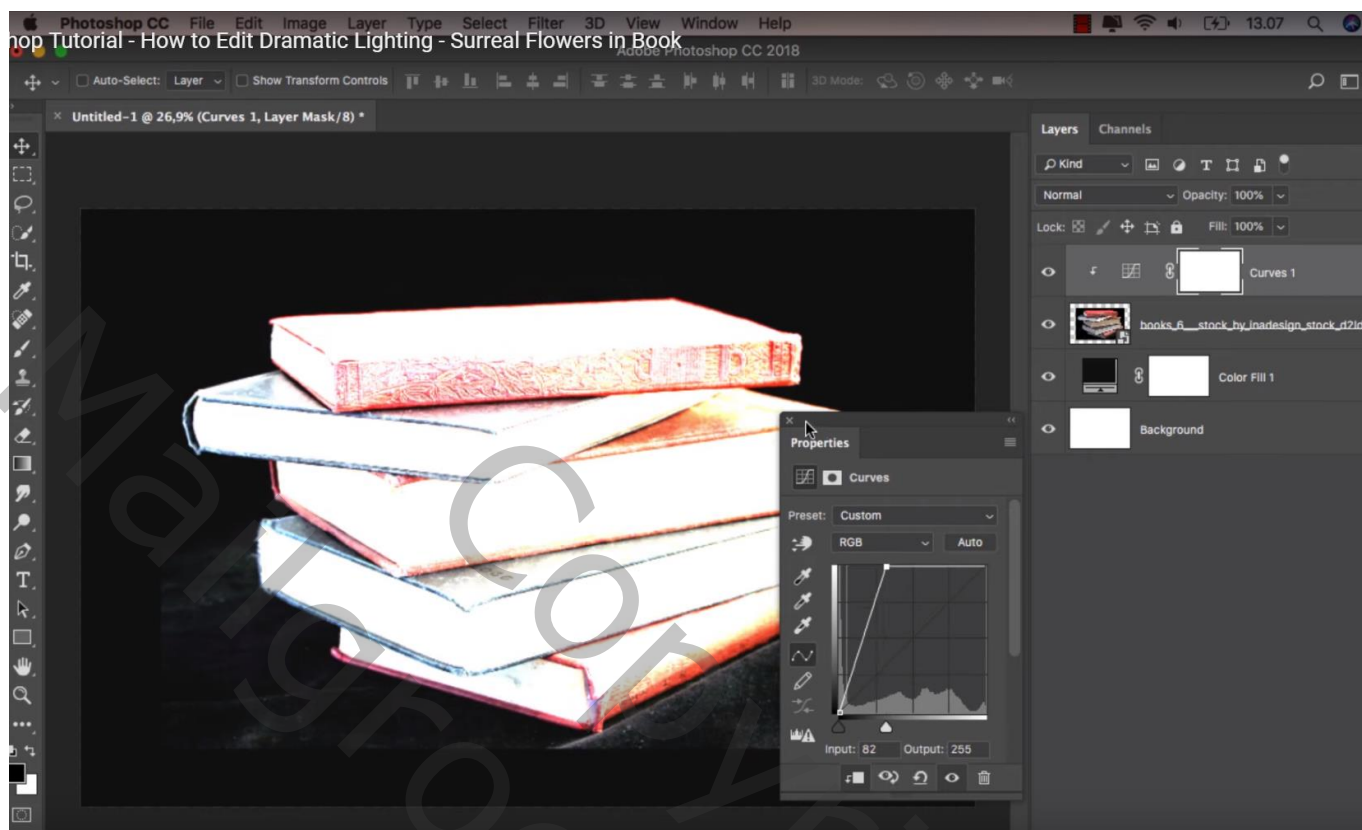 Photoshop CC File Edit Image Layer Type Select Filter 3D View Window Help 13.07
hop Tutorial - How to Edit Dramatic Lighting - Surreal Flowers in Book
Adobe Photoshop CC 2018
Auto-Select: Layer Show Transform Controls 3D Mode:
× Untitled-1 @ 26,9% (Curves 1, Layer Mask/8) *
Layers Channels
Kind
Normal Opacity: 100%
Lock: Fill: 100%
Curves 1
books_6__stock_by_inadesign_stock_d2ld
Color Fill 1
Background
Properties
Curves
Preset: Custom
RGB Auto
Input: 82 Output: 255